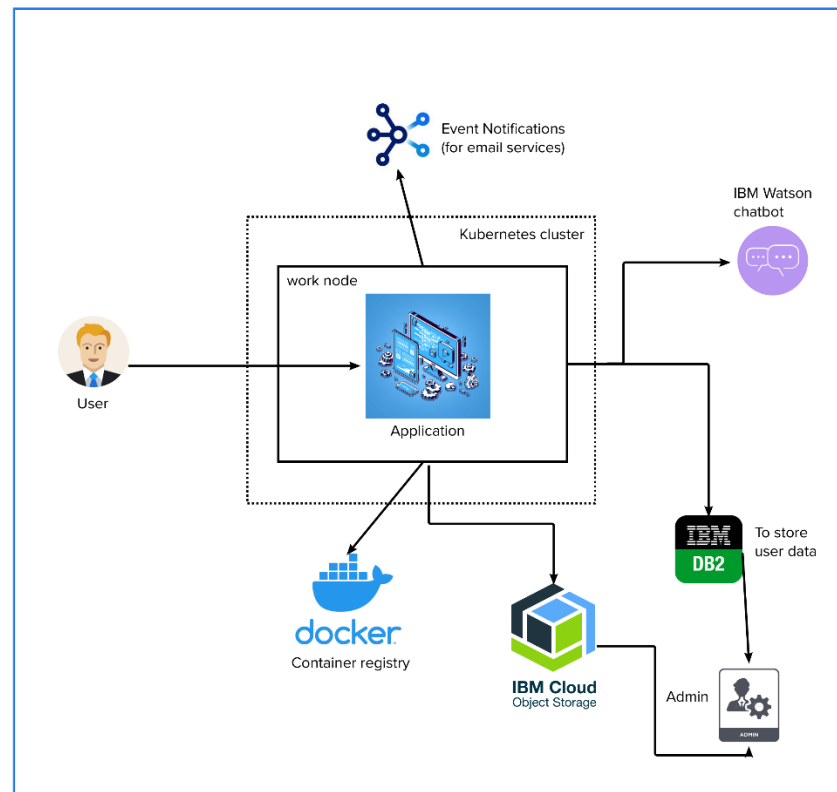 Event Notifications
(for email services)
IBM Watson
chatbot
Kubernetes cluster
work node
User
Application
IBM
DB2
To store
user data
docker
Container registry
IBM Cloud
Object Storage
Admin
ADMIN